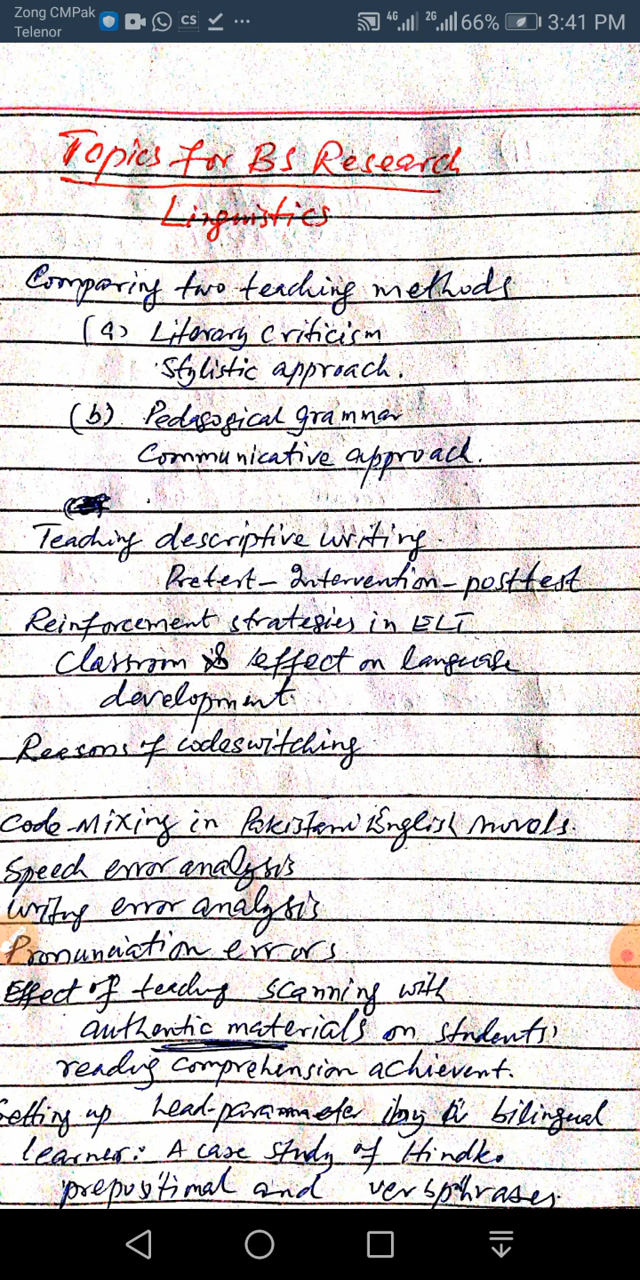 Zong CMPak
Telenor
CS
4G
2G
66%
3:41 PM
Topics for BS Research
Linguistics
Comparing two teaching methods
(a) Literary Criticism
Stylistic approach.
(b) Pedagogical grammar
Communicative approach.
Teaching descriptive writing.
Pretest - Intervention - posttest
Reinforcement strategies in ELT
Classrom & effect on language
development
Reasons of codeswitching
Code-Mixing in Pakistani English novels.
Speech error analysis
Writing error analysis
Pronunciation errors
Effect of teaching scanning with
authentic materials on students'
reading comprehension achievent.
Setting up head-parameter by a bilingual
learner: A case study of Hindko
prepositional and verb phrases.